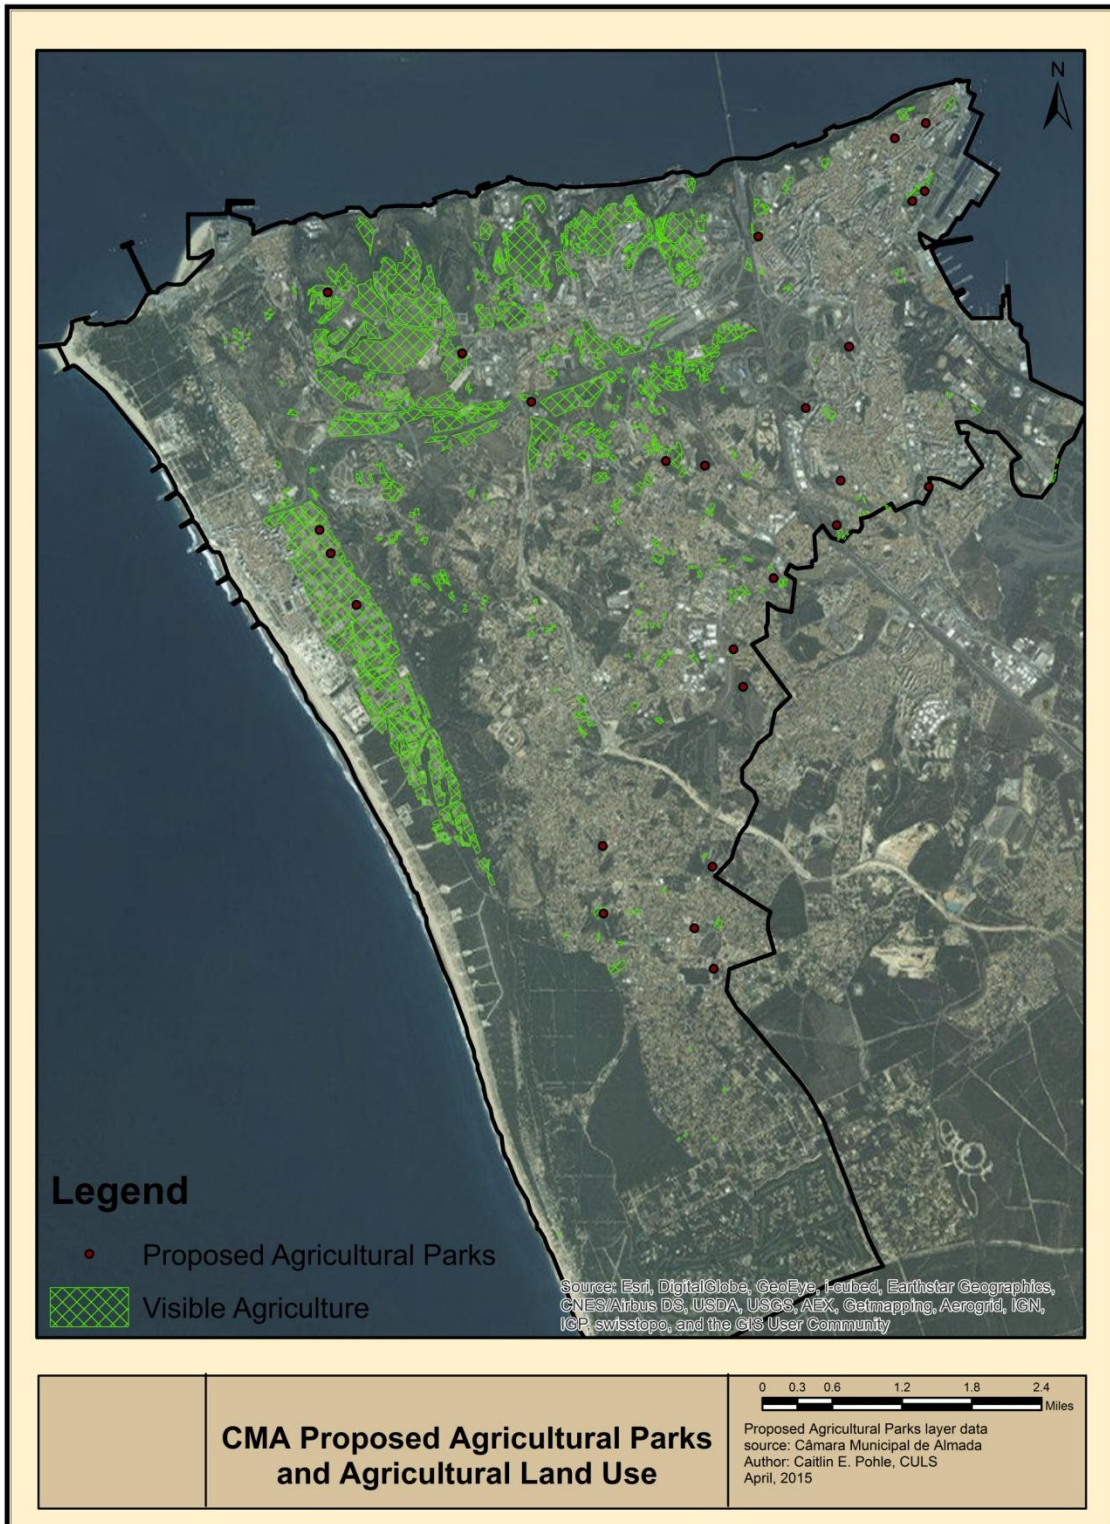 N
Legend
Proposed Agricultural Parks
Visible Agriculture
Source: Esri, DigitalGlobe, GeoEye, i-cubed, Earthstar Geographics,
CNES/Airbus DS, USDA, USGS, AEX, Getmapping, Aerogrid, IGN,
IGP, swisstopo, and the GIS User Community
CMA Proposed Agricultural Parks
and Agricultural Land Use
0 0.3 0.6 1.2 1.8 2.4
Miles
Proposed Agricultural Parks layer data
source: Câmara Municipal de Almada
Author: Caitlin E. Pohle, CULS
April, 2015